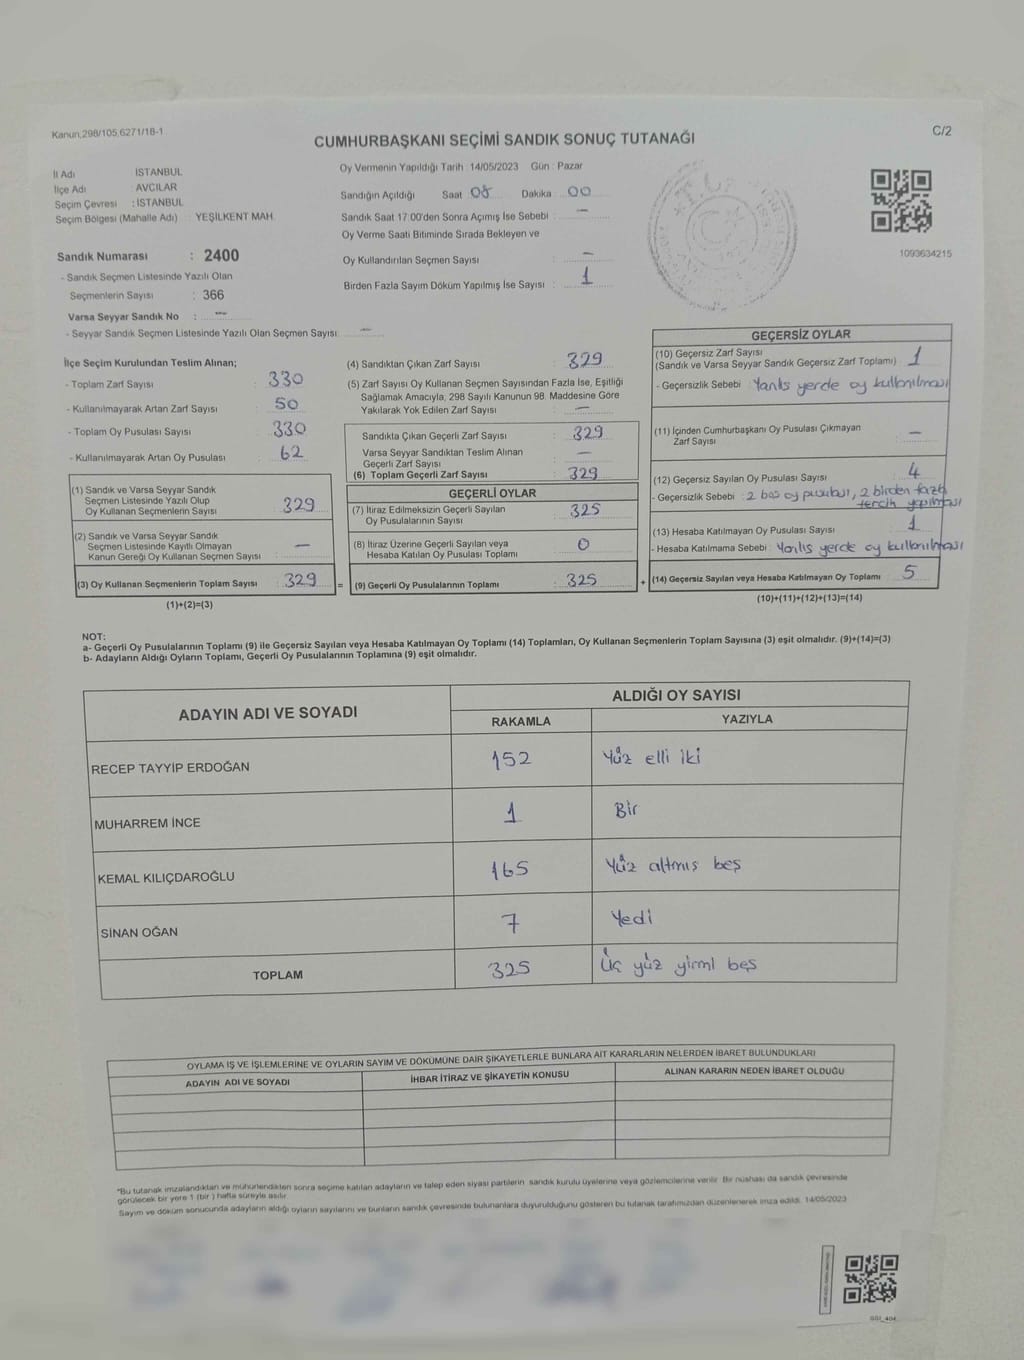 Kanun,298/105,6271/18-1
C/2
CUMHURBAŞKANI SEÇİMİ SANDIK SONUÇ TUTANAĞI
İl Adı İSTANBUL
İlçe Adı : AVCILAR
Seçim Çevresi : İSTANBUL
Seçim Bölgesi (Mahalle Adı) : YEŞİLKENT MAH.
Sandık Numarası : 2400
- Sandık Seçmen Listesinde Yazılı Olan
Seçmenlerin Sayısı : 366
Varsa Seyyar Sandık No : —
- Seyyar Sandık Seçmen Listesinde Yazılı Olan Seçmen Sayısı: —
Oy Vermenin Yapıldığı Tarih : 14/05/2023 Gün : Pazar
Sandığın Açıldığı Saat 08 Dakika 00
Sandık Saat 17:00'den Sonra Açımış İse Sebebi : —
Oy Verme Saati Bitiminde Sırada Bekleyen ve
Oy Kullandırılan Seçmen Sayısı : —
Birden Fazla Sayım Döküm Yapılmış İse Sayısı : 1
1093634215
İlçe Seçim Kurulundan Teslim Alınan;
- Toplam Zarf Sayısı : 330
- Kullanılmayarak Artan Zarf Sayısı : 50
- Toplam Oy Pusulası Sayısı : 330
- Kullanılmayarak Artan Oy Pusulası : 62
(1) Sandık ve Varsa Seyyar Sandık
Seçmen Listesinde Yazılı Olup
Oy Kullanan Seçmenlerin Sayısı : 329
(2) Sandık ve Varsa Seyyar Sandık
Seçmen Listesinde Kayıtlı Olmayan
Kanun Gereği Oy Kullanan Seçmen Sayısı : —
(3) Oy Kullanan Seçmenlerin Toplam Sayısı : 329 =
(1)+(2)=(3)
(4) Sandıktan Çıkan Zarf Sayısı : 329
(5) Zarf Sayısı Oy Kullanan Seçmen Sayısından Fazla İse, Eşitliği
Sağlamak Amacıyla, 298 Sayılı Kanunun 98. Maddesine Göre
Yakılarak Yok Edilen Zarf Sayısı : —
Sandıkta Çıkan Geçerli Zarf Sayısı : 329
Varsa Seyyar Sandıktan Teslim Alınan
Geçerli Zarf Sayısı : —
(6) Toplam Geçerli Zarf Sayısı : 329
GEÇERLİ OYLAR
(7) İtiraz Edilmeksizin Geçerli Sayılan
Oy Pusulalarının Sayısı : 325
(8) İtiraz Üzerine Geçerli Sayılan veya
Hesaba Katılan Oy Pusulası Toplamı : 0
(9) Geçerli Oy Pusulalarının Toplamı : 325 +
GEÇERSİZ OYLAR
(10) Geçersiz Zarf Sayısı
(Sandık ve Varsa Seyyar Sandık Geçersiz Zarf Toplamı) : 1
- Geçersizlik Sebebi : Yanlış yerde oy kullanılması
(11) İçinden Cumhurbaşkanı Oy Pusulası Çıkmayan
Zarf Sayısı : —
(12) Geçersiz Sayılan Oy Pusulası Sayısı : 4
- Geçersizlik Sebebi : 2 boş oy pusulası, 2 birden fazla
tercih yapılması
(13) Hesaba Katılmayan Oy Pusulası Sayısı : 1
- Hesaba Katılmama Sebebi : Yanlış yerde oy kullanılması
(14) Geçersiz Sayılan veya Hesaba Katılmayan Oy Toplamı : 5
(10)+(11)+(12)+(13)=(14)
NOT:
a- Geçerli Oy Pusulalarının Toplamı (9) ile Geçersiz Sayılan veya Hesaba Katılmayan Oy Toplamı (14) Toplamları, Oy Kullanan Seçmenlerin Toplam Sayısına (3) eşit olmalıdır. (9)+(14)=(3)
b- Adayların Aldığı Oyların Toplamı, Geçerli Oy Pusulalarının Toplamına (9) eşit olmalıdır.
ADAYIN ADI VE SOYADI
ALDIĞI OY SAYISI
RAKAMLA YAZIYLA
RECEP TAYYİP ERDOĞAN 152 Yüz elli iki
MUHARREM İNCE 1 Bir
KEMAL KILIÇDAROĞLU 165 Yüz altmış beş
SİNAN OĞAN 7 Yedi
TOPLAM 325 Üç yüz yirmi beş
OYLAMA İŞ VE İŞLEMLERİNE VE OYLARIN SAYIM VE DÖKÜMÜNE DAİR ŞİKAYETLERLE BUNLARA AİT KARARLARIN NELERDEN İBARET BULUNDUKLARI
ADAYIN ADI VE SOYADI İHBAR İTİRAZ VE ŞİKAYETİN KONUSU ALINAN KARARIN NEDEN İBARET OLDUĞU
"Bu tutanak imzalandıktan ve mühürlendikten sonra seçime katılan adayların ve talep eden siyasi partilerin sandık kurulu üyelerine veya gözlemcilerine verilir. Bir nüshası da sandık çevresinde
görülecek bir yere 1 (bir) hafta süreyle asılır.
Sayım ve döküm sonucunda adayların aldığı oyların sayılarını ve bunların sandık çevresinde bulunanlara duyurulduğunu gösteren bu tutanak tarafımızdan düzenlenerek imza edildi. 14/05/2023